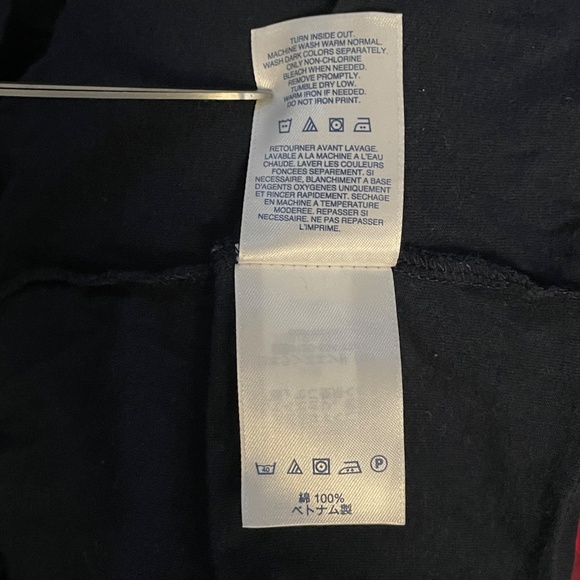 TURN INSIDE OUT.
MACHINE WASH WARM NORMAL.
WASH DARK COLORS SEPARATELY.
ONLY NON-CHLORINE
BLEACH WHEN NEEDED.
REMOVE PROMPTLY.
TUMBLE DRY LOW.
WARM IRON IF NEEDED.
DO NOT IRON PRINT.
RETOURNER AVANT LAVAGE.
LAVABLE A LA MACHINE A L'EAU
CHAUDE. LAVER LES COULEURS
FONCEES SEPAREMENT. SI
NECESSAIRE, BLANCHIMENT A BASE
D'AGENTS OXYGENES UNIQUEMENT
ET RINCER RAPIDEMENT. SECHAGE
EN MACHINE A TEMPERATURE
MODEREE. REPASSER SI
NECESSAIRE. NE PAS REPASSER
L'IMPRIME.
40 P
綿 100%
ベトナム製